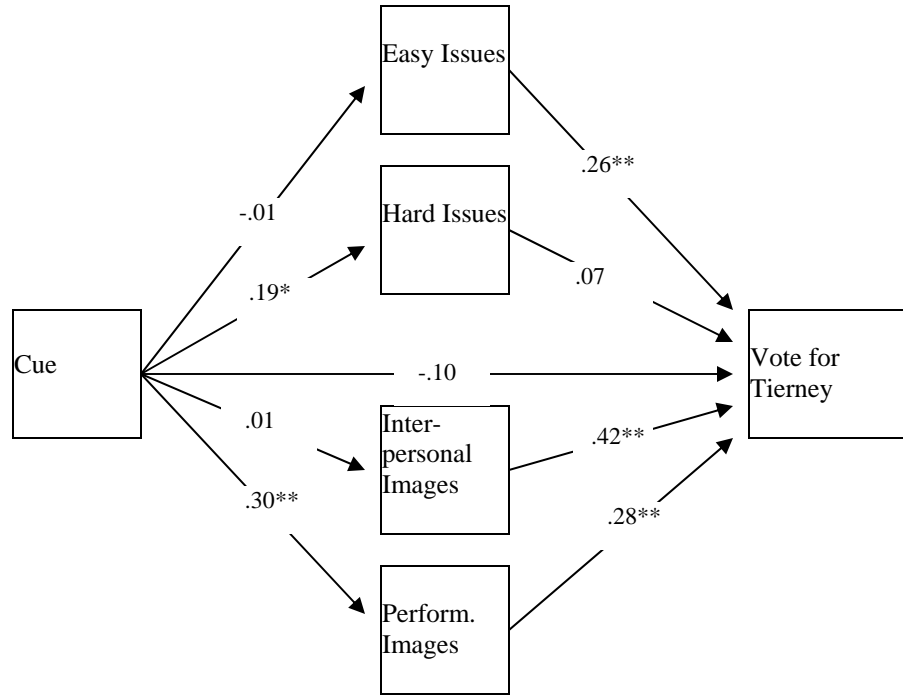 Easy Issues
.26**
-.01
Hard Issues
.19*
.07
Cue
-.10
Vote for
Tierney
.01
Inter-
personal
Images
.42**
.30**
.28**
Perform.
Images